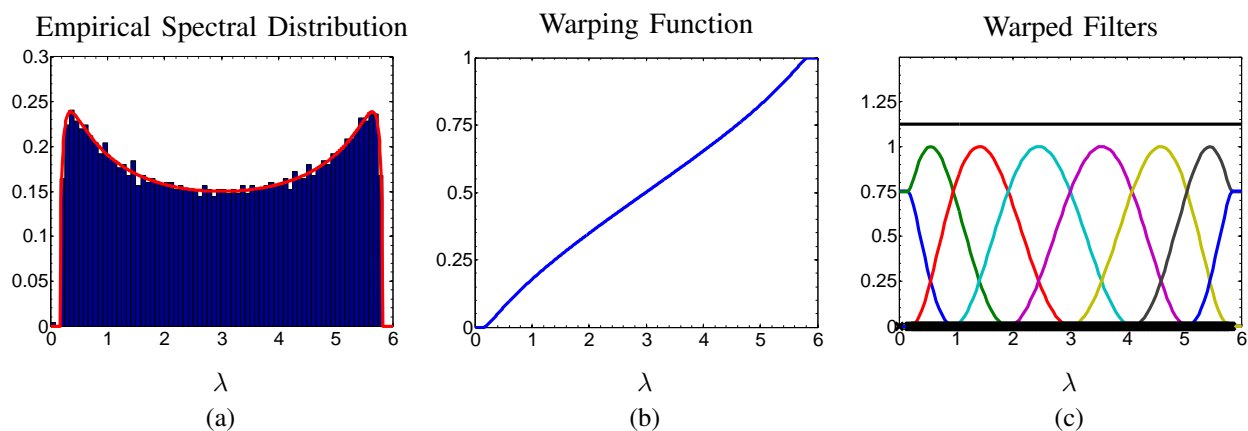 Empirical Spectral Distribution
0.3
0.25
0.2
0.15
0.1
0.05
0
0 1 2 3 4 5 6
λ
(a)
Warping Function
1
0.75
0.5
0.25
0
0 1 2 3 4 5 6
λ
(b)
Warped Filters
1.25
1
0.75
0.5
0.25
0
0 1 2 3 4 5 6
λ
(c)